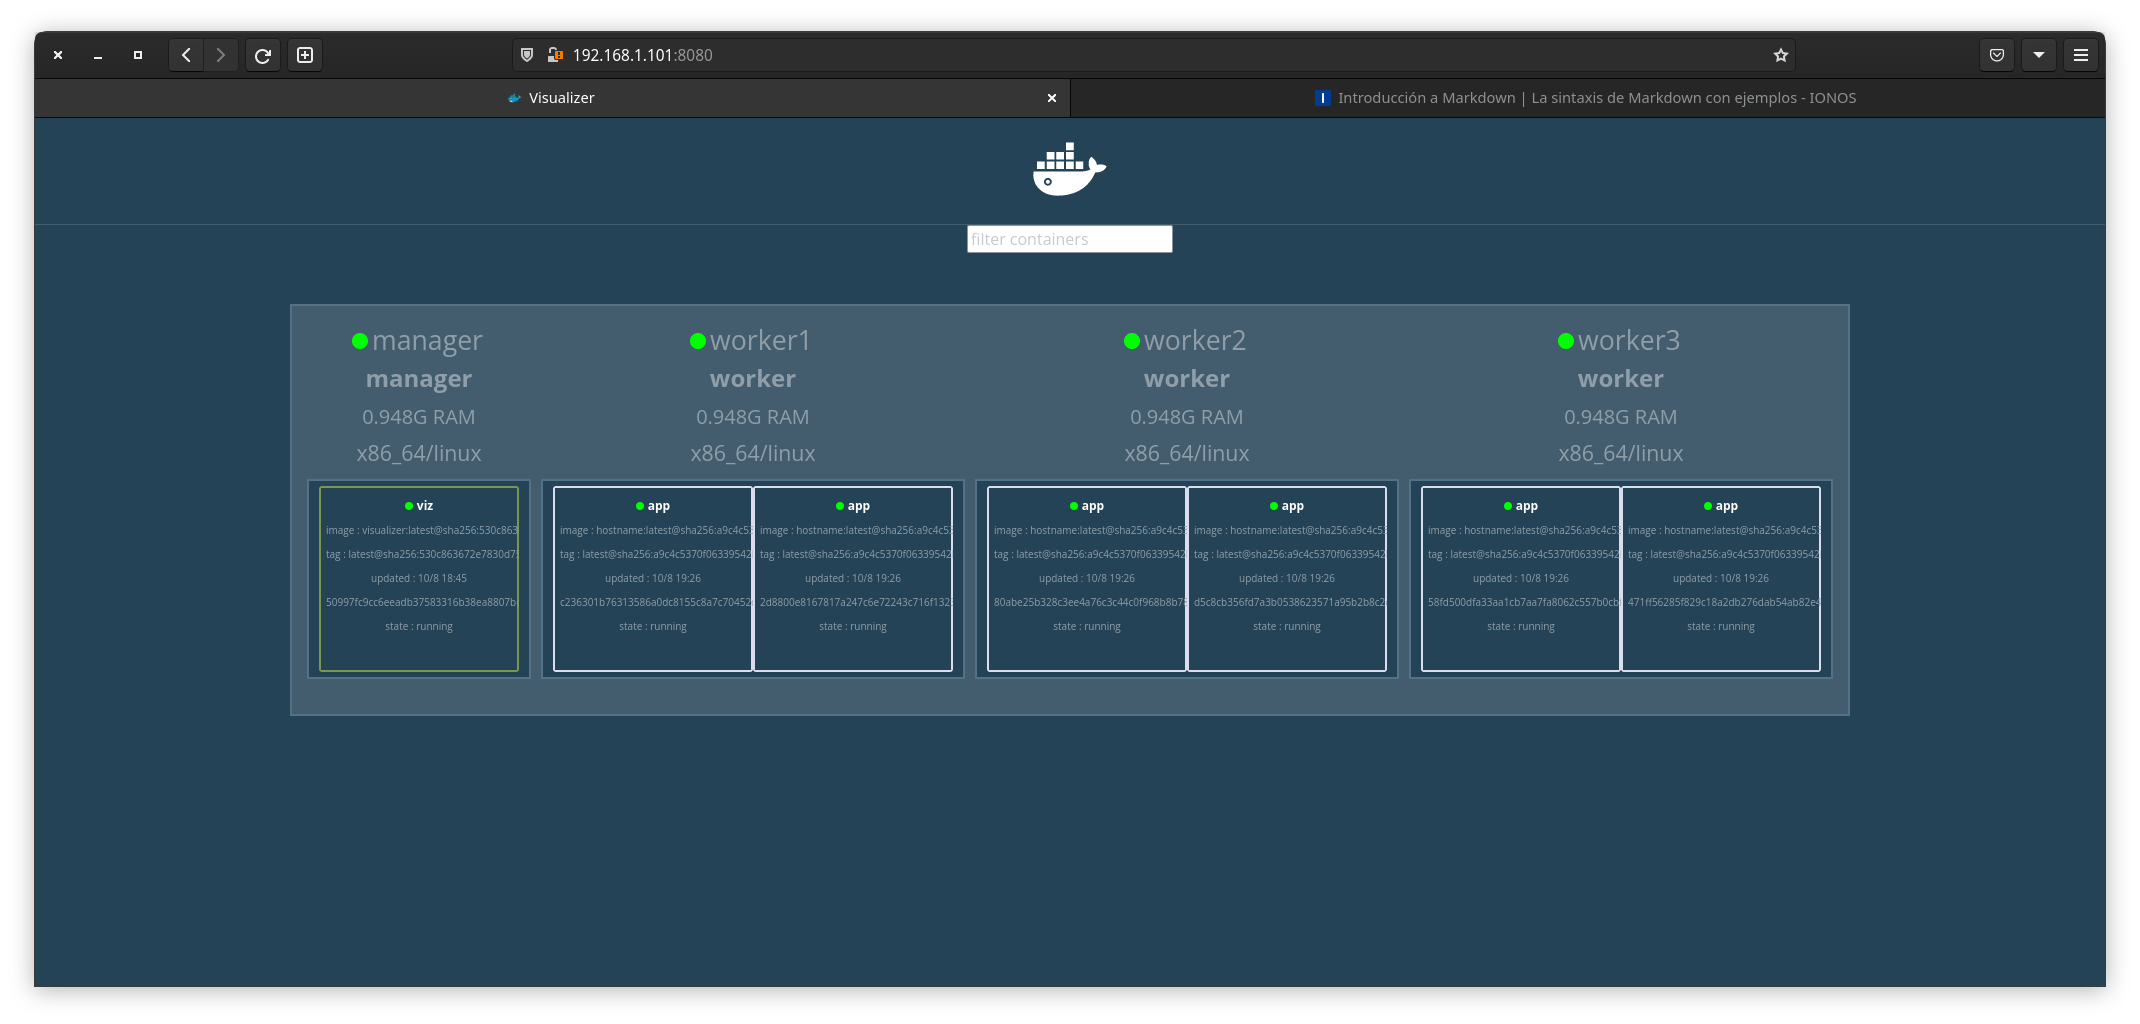 192.168.1.101:8080
Visualizer
Introducción a Markdown | La sintaxis de Markdown con ejemplos - IONOS
filter containers
manager
manager
0.948G RAM
x86_64/linux
worker1
worker
0.948G RAM
x86_64/linux
worker2
worker
0.948G RAM
x86_64/linux
worker3
worker
0.948G RAM
x86_64/linux
viz
image : visualizer:latest@sha256:530c863
tag : latest@sha256:530c863672e7830d7
updated : 10/8 18:45
50997fc9cc6eeadb37583316b38ea8807b
state : running
app
image : hostname:latest@sha256:a9c4c5
tag : latest@sha256:a9c4c5370f06339542
updated : 10/8 19:26
c236301b76313586a0dc8155c8a7c70452
state : running
app
image : hostname:latest@sha256:a9c4c5
tag : latest@sha256:a9c4c5370f06339542
updated : 10/8 19:26
2d8800e8167817a247c6e72243c716f132
state : running
app
image : hostname:latest@sha256:a9c4c5
tag : latest@sha256:a9c4c5370f06339542
updated : 10/8 19:26
80abe25b328c3ee4a76c3c44c0f968b8b7
state : running
app
image : hostname:latest@sha256:a9c4c5
tag : latest@sha256:a9c4c5370f06339542
updated : 10/8 19:26
d5c8cb356fd7a3b0538623571a95b2b8c2
state : running
app
image : hostname:latest@sha256:a9c4c5
tag : latest@sha256:a9c4c5370f06339542
updated : 10/8 19:26
58fd500dfa33aa1cb7aa7fa8062c557b0cb
state : running
app
image : hostname:latest@sha256:a9c4c5
tag : latest@sha256:a9c4c5370f06339542
updated : 10/8 19:26
471ff56285f829c18a2db276dab54ab82e4
state : running